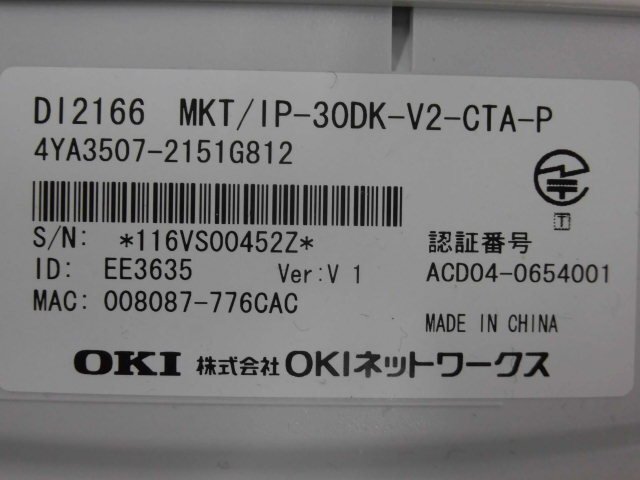 DI2166 MKT/IP-30DK-V2-CTA-P
4YA3507-2151G812
S/N: *116VS00452Z*
ID: EE3635 Ver:V 1
MAC: 008087-776CAC
T
認証番号
ACD04-0654001
MADE IN CHINA
OKI 株式会社 OKIネットワークス